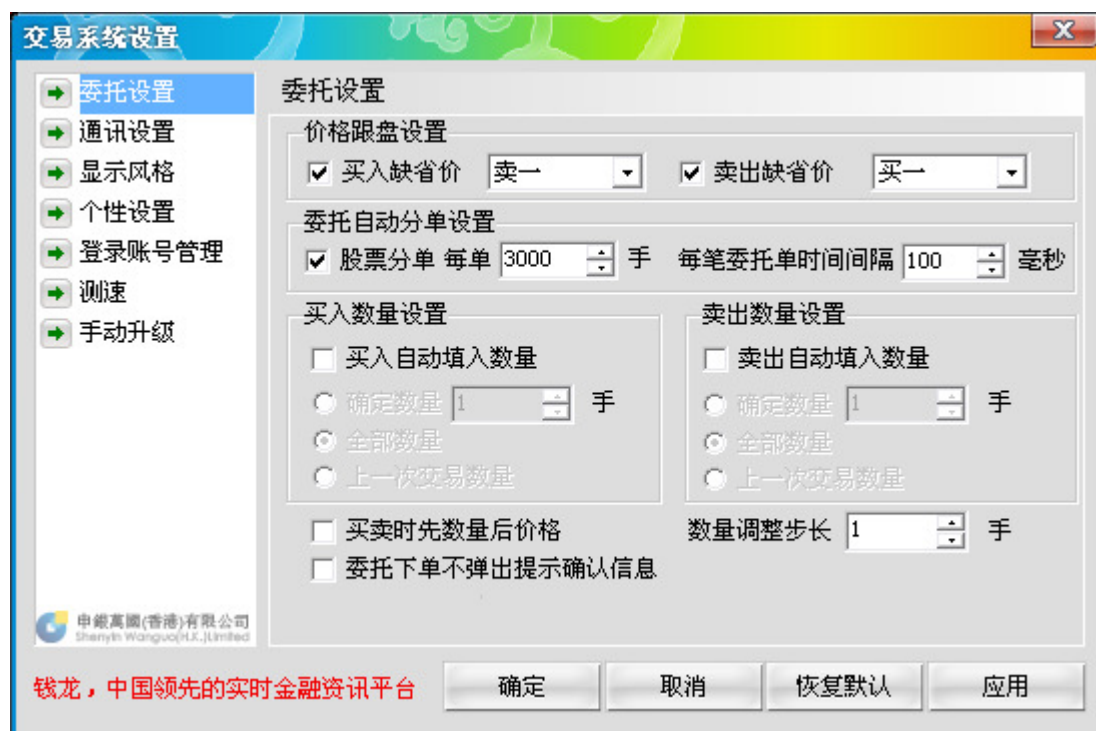 交易系统设置
委托设置
通讯设置
显示风格
个性设置
登录账号管理
测速
手动升级
申銀萬國(香港)有限公司
Shenyin Wanguo(H.K.)Limited
委托设置
价格跟盘设置
买入缺省价 卖一 卖出缺省价 买一
委托自动分单设置
股票分单 每单 3000 手 每笔委托单时间间隔 100 毫秒
买入数量设置
买入自动填入数量
确定数量 1 手
全部数量
上一次交易数量
卖出数量设置
卖出自动填入数量
确定数量 1 手
全部数量
上一次交易数量
买卖时先数量后价格 数量调整步长 1 手
委托下单不弹出提示确认信息
钱龙，中国领先的实时金融资讯平台 确定 取消 恢复默认 应用